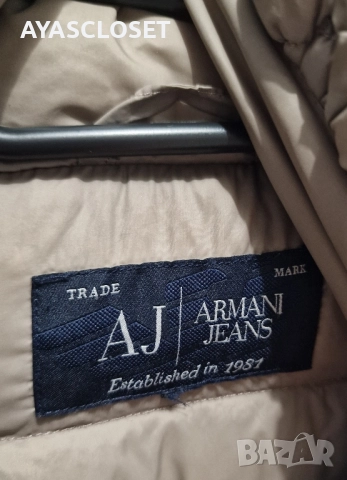 AYASCLOSET
TRADE MARK
AJ ARMANI JEANS
Established in 1981
BAZAR